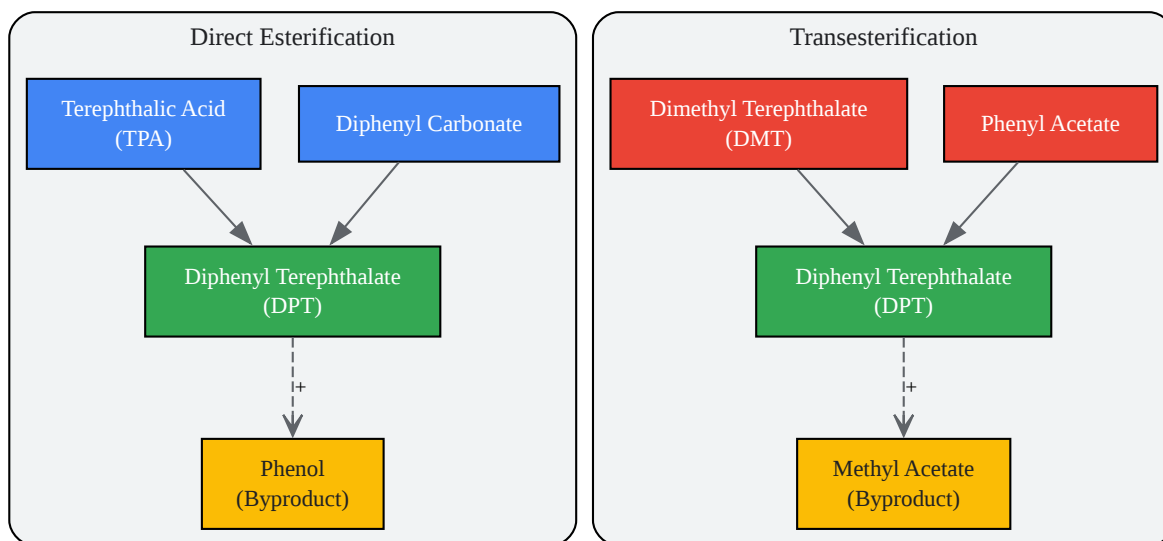 Direct Esterification
Terephthalic Acid
(TPA)
Diphenyl Carbonate
Diphenyl Terephthalate
(DPT)
+
Phenol
(Byproduct)
Transesterification
Dimethyl Terephthalate
(DMT)
Phenyl Acetate
Diphenyl Terephthalate
(DPT)
+
Methyl Acetate
(Byproduct)